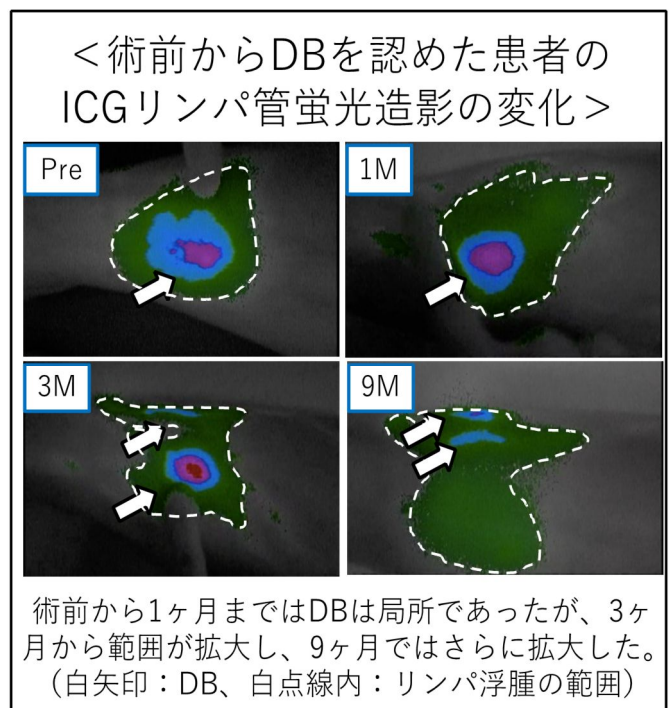 ＜術前からDBを認めた患者の
ICGリンパ管蛍光造影の変化＞
Pre
1M
3M
9M
術前から1ヶ月まではDBは局所であったが、3ヶ
月から範囲が拡大し、9ヶ月ではさらに拡大した。
（白矢印：DB、白点線内：リンパ浮腫の範囲）